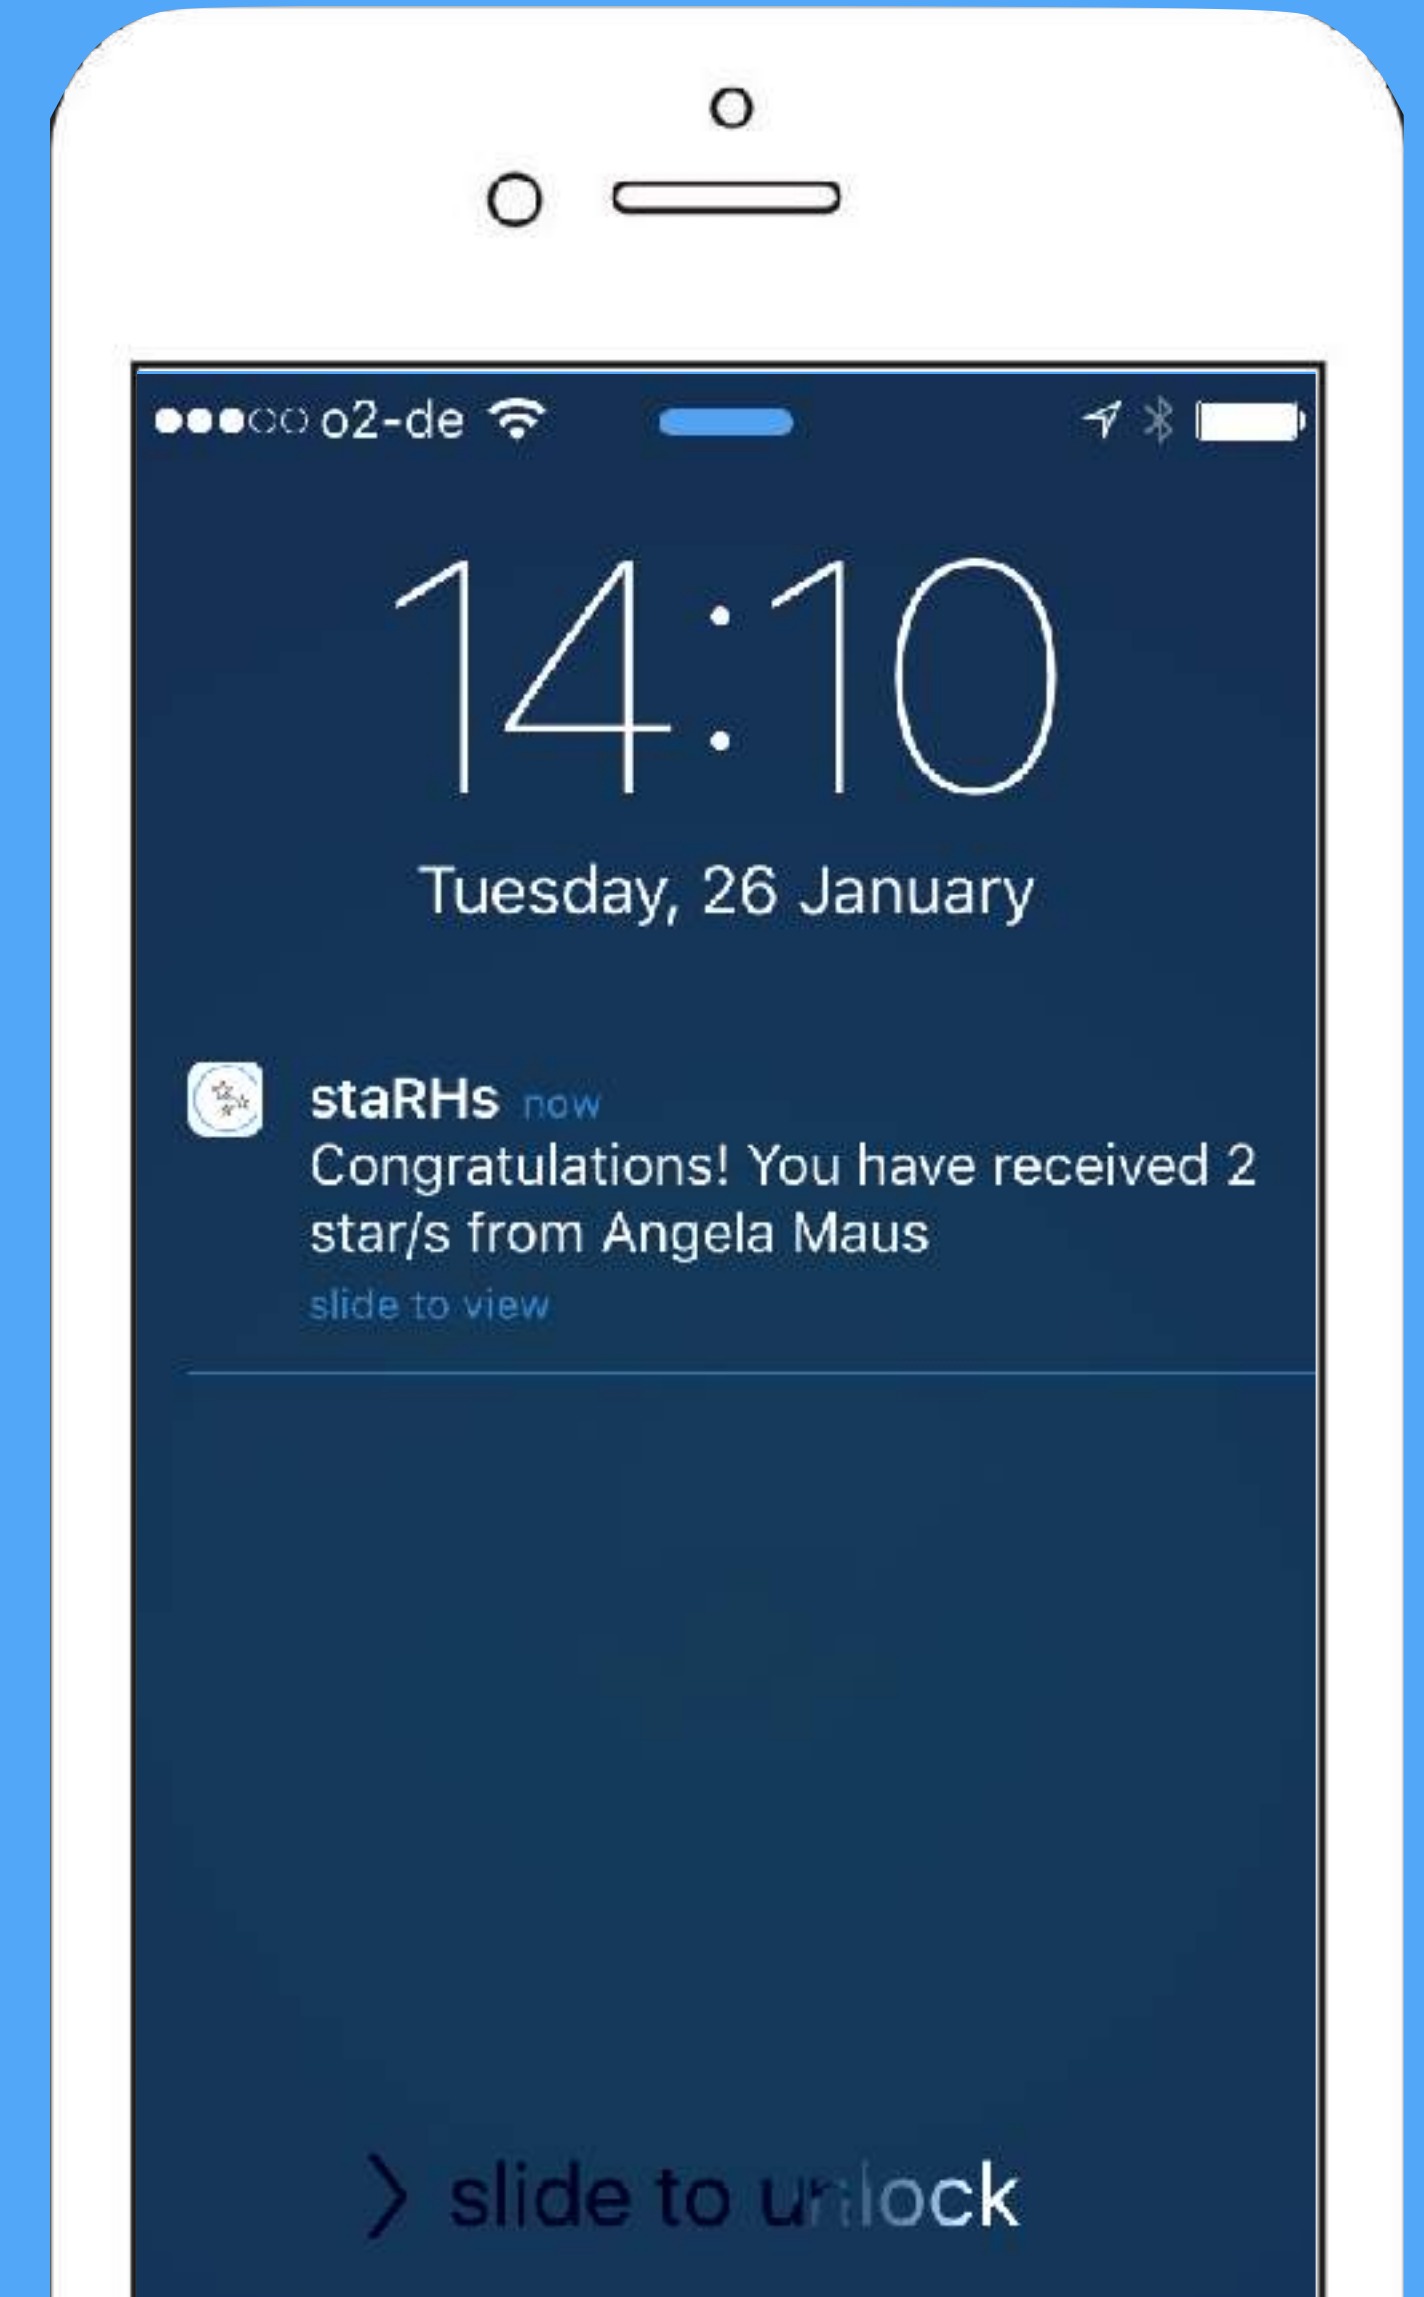 o2-de
14:10
Tuesday, 26 January
staRHs now
Congratulations! You have received 2
star/s from Angela Maus
slide to view
> slide to unlock